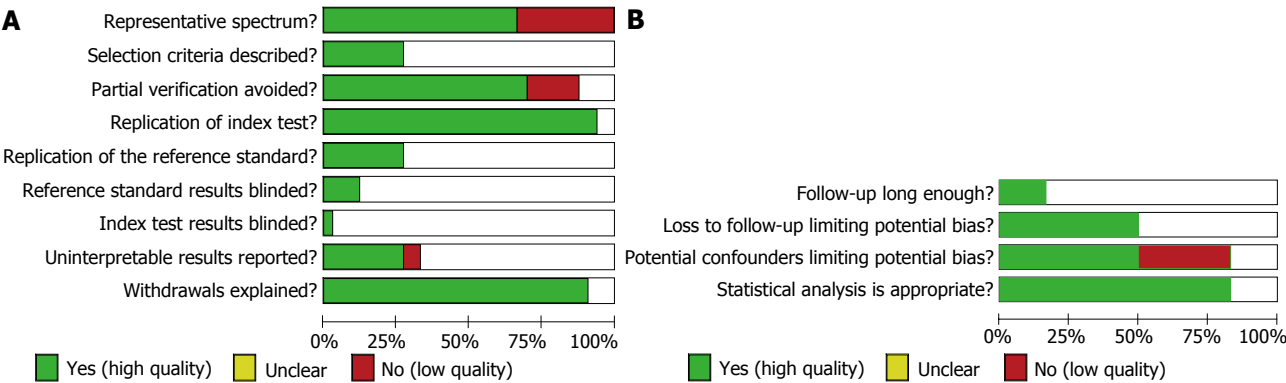 A
Representative spectrum?
Selection criteria described?
Partial verification avoided?
Replication of index test?
Replication of the reference standard?
Reference standard results blinded?
Index test results blinded?
Uninterpretable results reported?
Withdrawals explained?
0% 25% 50% 75% 100%
Yes (high quality) Unclear No (low quality)
B
Follow-up long enough?
Loss to follow-up limiting potential bias?
Potential confounders limiting potential bias?
Statistical analysis is appropriate?
0% 25% 50% 75% 100%
Yes (high quality) Unclear No (low quality)